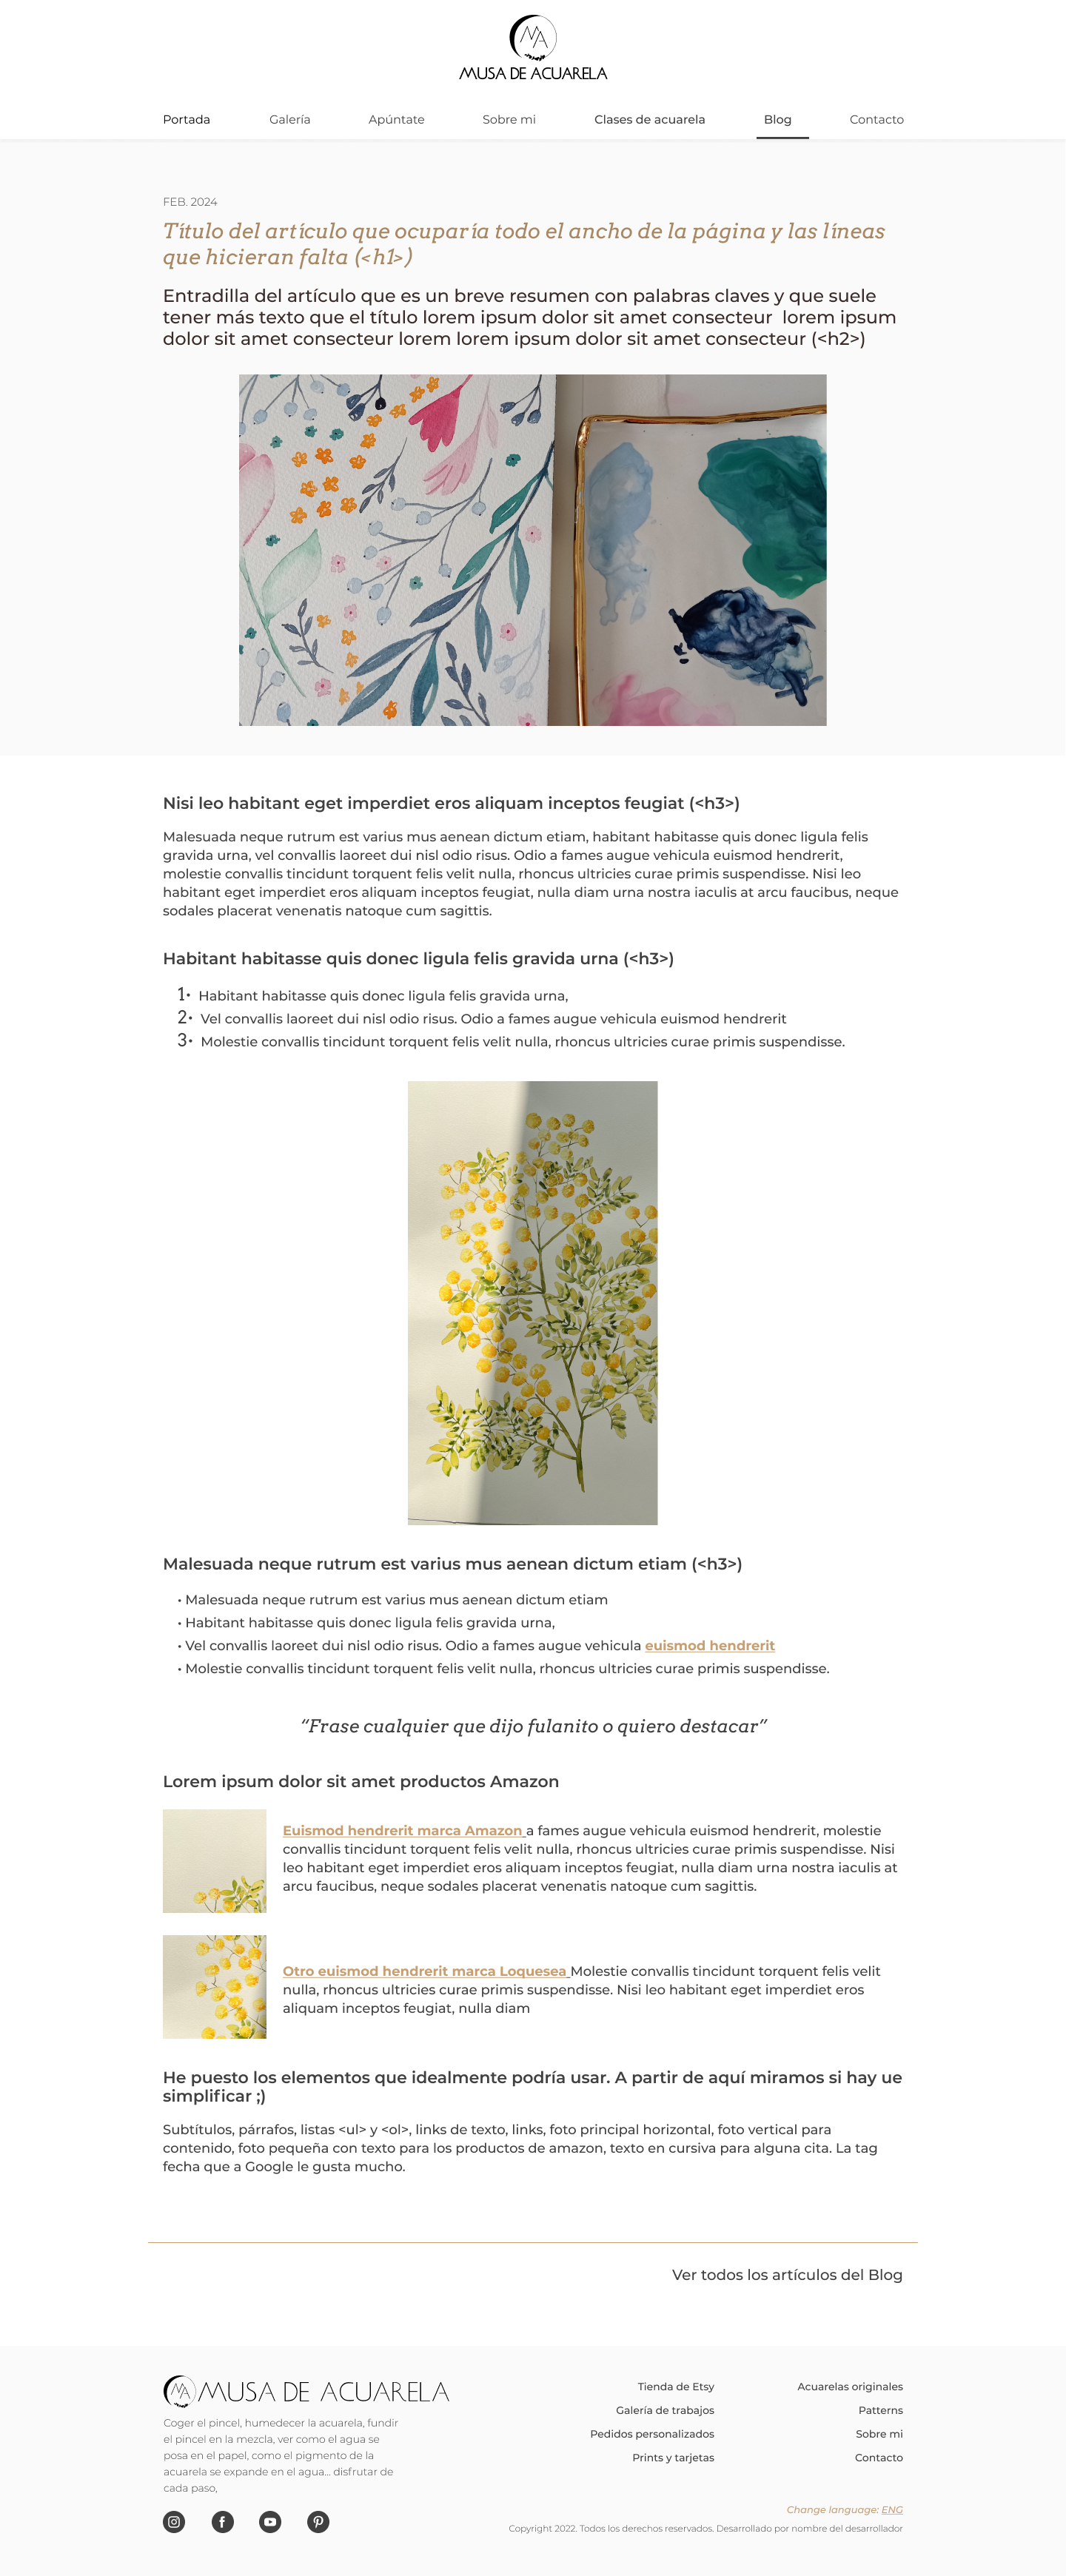 MA
MUSA DE ACUARELA
Portada Galería Apúntate Sobre mi Clases de acuarela Blog Contacto
FEB. 2024
Título del artículo que ocuparía todo el ancho de la página y las líneas
que hicieran falta (<h1>)
Entradilla del artículo que es un breve resumen con palabras claves y que suele
tener más texto que el título lorem ipsum dolor sit amet consecteur  lorem ipsum
dolor sit amet consecteur lorem lorem ipsum dolor sit amet consecteur (<h2>)
Nisi leo habitant eget imperdiet eros aliquam inceptos feugiat (<h3>)
Malesuada neque rutrum est varius mus aenean dictum etiam, habitant habitasse quis donec ligula felis
gravida urna, vel convallis laoreet dui nisl odio risus. Odio a fames augue vehicula euismod hendrerit,
molestie convallis tincidunt torquent felis velit nulla, rhoncus ultricies curae primis suspendisse. Nisi leo
habitant eget imperdiet eros aliquam inceptos feugiat, nulla diam urna nostra iaculis at arcu faucibus, neque
sodales placerat venenatis natoque cum sagittis.
Habitant habitasse quis donec ligula felis gravida urna (<h3>)
1• Habitant habitasse quis donec ligula felis gravida urna,
2• Vel convallis laoreet dui nisl odio risus. Odio a fames augue vehicula euismod hendrerit
3• Molestie convallis tincidunt torquent felis velit nulla, rhoncus ultricies curae primis suspendisse.
Malesuada neque rutrum est varius mus aenean dictum etiam (<h3>)
• Malesuada neque rutrum est varius mus aenean dictum etiam
• Habitant habitasse quis donec ligula felis gravida urna,
• Vel convallis laoreet dui nisl odio risus. Odio a fames augue vehicula euismod hendrerit
• Molestie convallis tincidunt torquent felis velit nulla, rhoncus ultricies curae primis suspendisse.
“Frase cualquier que dijo fulanito o quiero destacar”
Lorem ipsum dolor sit amet productos Amazon
Euismod hendrerit marca Amazon a fames augue vehicula euismod hendrerit, molestie
convallis tincidunt torquent felis velit nulla, rhoncus ultricies curae primis suspendisse. Nisi
leo habitant eget imperdiet eros aliquam inceptos feugiat, nulla diam urna nostra iaculis at
arcu faucibus, neque sodales placerat venenatis natoque cum sagittis.
Otro euismod hendrerit marca Loquesea Molestie convallis tincidunt torquent felis velit
nulla, rhoncus ultricies curae primis suspendisse. Nisi leo habitant eget imperdiet eros
aliquam inceptos feugiat, nulla diam
He puesto los elementos que idealmente podría usar. A partir de aquí miramos si hay ue
simplificar ;)
Subtítulos, párrafos, listas <ul> y <ol>, links de texto, links, foto principal horizontal, foto vertical para
contenido, foto pequeña con texto para los productos de amazon, texto en cursiva para alguna cita. La tag
fecha que a Google le gusta mucho.
Ver todos los artículos del Blog
MUSA DE ACUARELA
Coger el pincel, humedecer la acuarela, fundir
el pincel en la mezcla, ver como el agua se
posa en el papel, como el pigmento de la
acuarela se expande en el agua... disfrutar de
cada paso,
Tienda de Etsy
Galería de trabajos
Pedidos personalizados
Prints y tarjetas
Acuarelas originales
Patterns
Sobre mi
Contacto
Change language: ENG
Copyright 2022. Todos los derechos reservados. Desarrollado por nombre del desarrollador